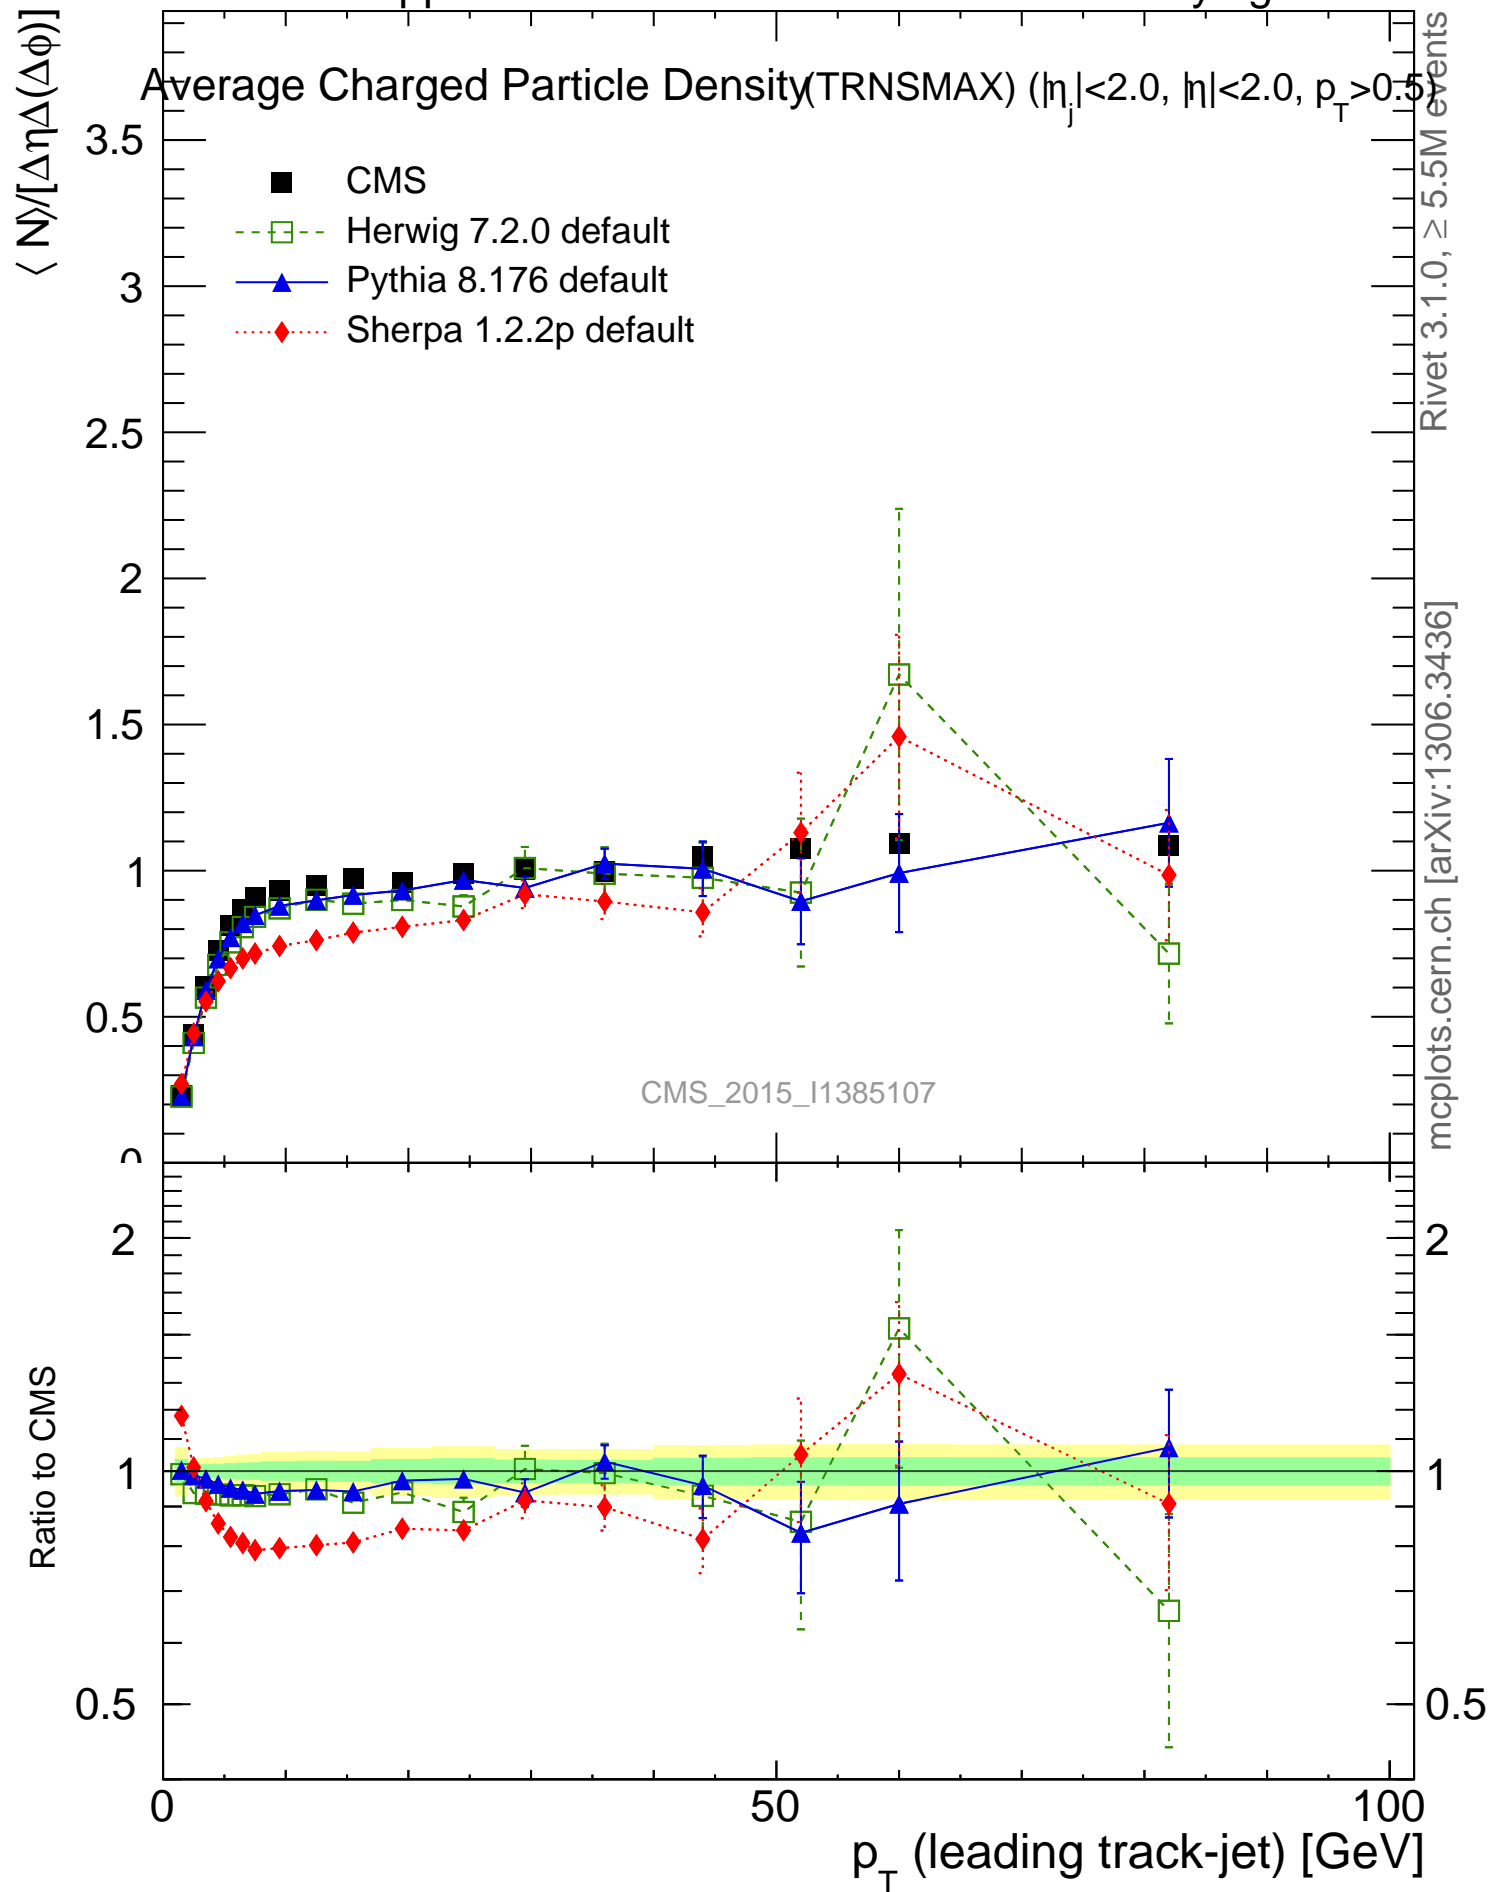 ⟨ N⟩/[ΔηΔ(Δϕ)]
Average Charged Particle Density (TRNSMAX) (|η_j|<2.0, |η|<2.0, p_T>0.5)
CMS
Herwig 7.2.0 default
Pythia 8.176 default
Sherpa 1.2.2p default
3.5
3
2.5
2
1.5
1
0.5
0
CMS_2015_I1385107
Rivet 3.1.0, ≥ 5.5M events
mcplots.cern.ch [arXiv:1306.3436]
Ratio to CMS
2
1
0.5
2
1
0.5
0
50
100
p_T (leading track-jet) [GeV]